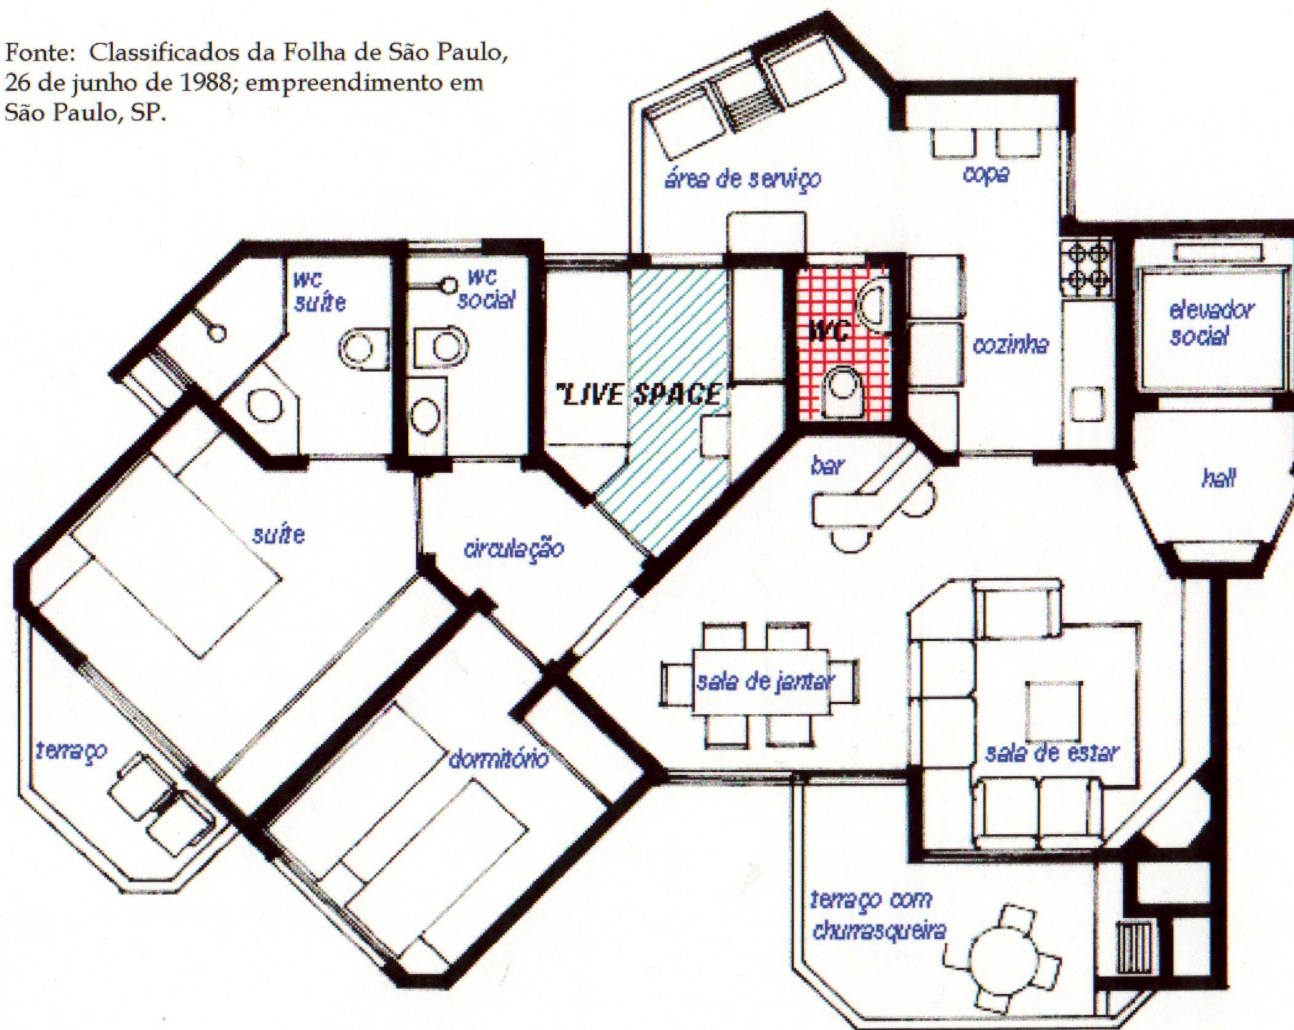 Fonte: Classificados da Folha de São Paulo,
26 de junho de 1988; empreendimento em
São Paulo, SP.
área de serviço
copa
wc
suíte
wc
social
"LIVE SPACE"
WC
cozinha
elevador
social
bar
hall
suíte
circulação
sala de jantar
sala de estar
terraço
dormitório
terraço com
churrasqueira